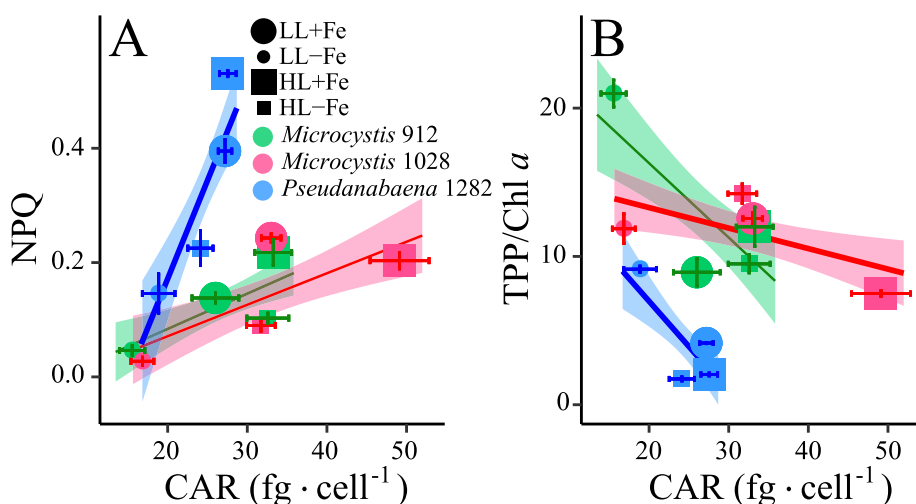 A
LL+Fe
LL−Fe
HL+Fe
HL−Fe
Microcystis 912
Microcystis 1028
Pseudanabaena 1282
NPQ
0.4
0.2
0.0
20 30 40 50
CAR (fg · cell⁻¹)
B
TPP/Chl a
20
10
0
20 30 40 50
CAR (fg · cell⁻¹)